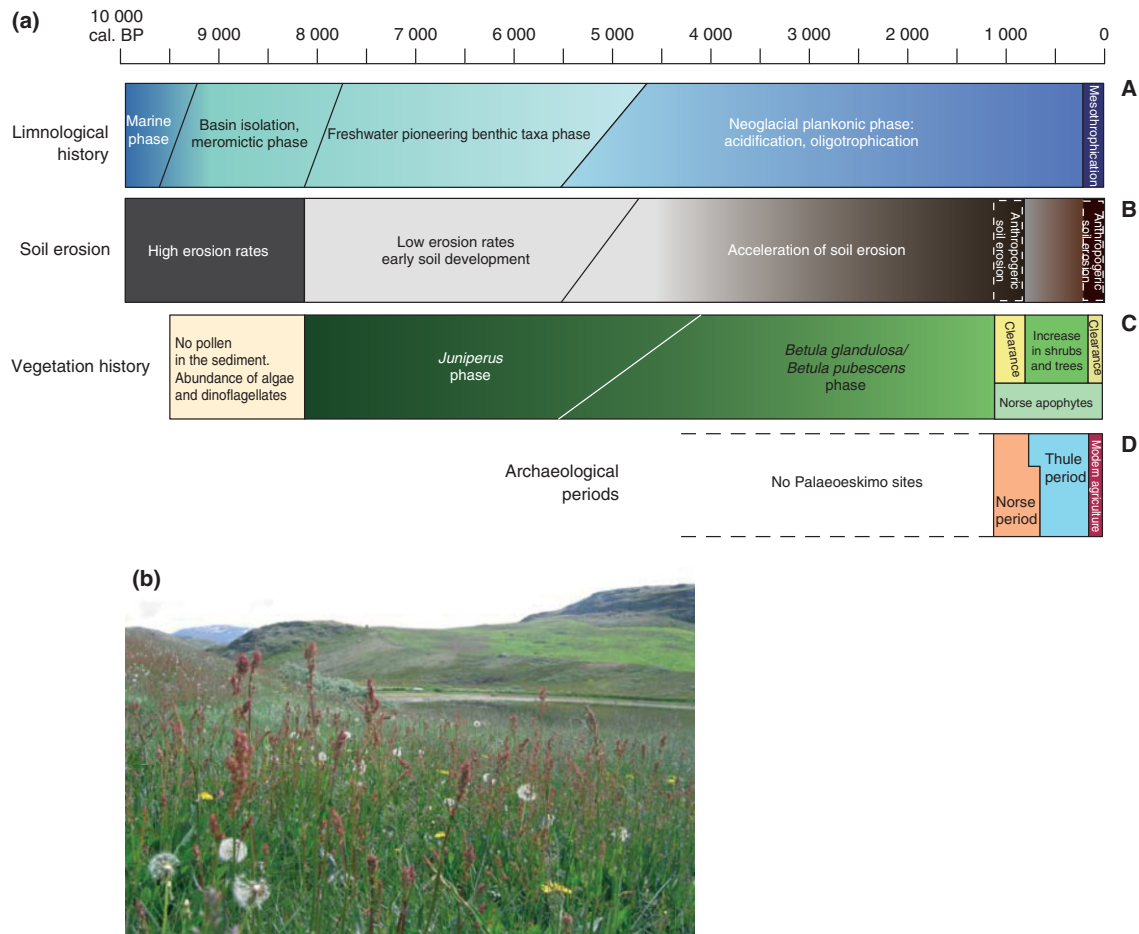 (a)
10 000
cal. BP
9 000
8 000
7 000
6 000
5 000
4 000
3 000
2 000
1 000
0
A
Limnological
history
Marine
phase
Basin isolation,
meromictic phase
Freshwater pioneering benthic taxa phase
Neoglacial plankonic phase:
acidification, oligotrophication
Mesothrophication
B
Soil erosion
High erosion rates
Low erosion rates
early soil development
Acceleration of soil erosion
Anthropogeric
soil erosion
Anthropogeric
soil erosion
C
Vegetation history
No pollen
in the sediment.
Abundance of algae
and dinoflagellates
Juniperus
phase
Betula glandulosa/
Betula pubescens
phase
Clearance
Increase
in shrubs
and trees
Clearance
Norse apophytes
D
Archaeological
periods
No Palaeoeskimo sites
Norse
period
Thule
period
Modern agriculture
(b)